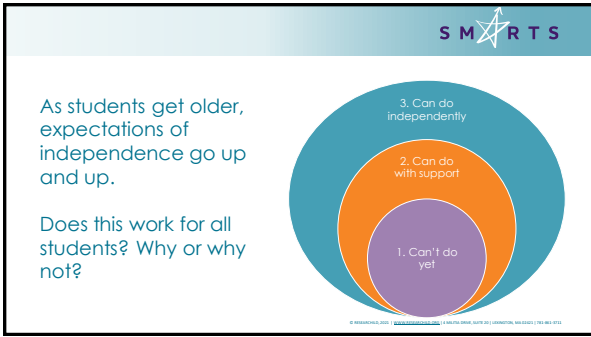 SMARTS
As students get older,
expectations of
independence go up
and up.
Does this work for all
students? Why or why
not?
3. Can do
independently
2. Can do
with support
1. Can't do
yet